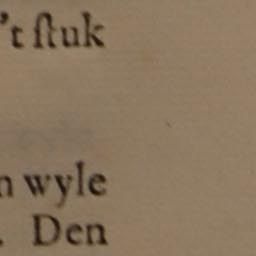 't ſtuk
n wyle
. Den